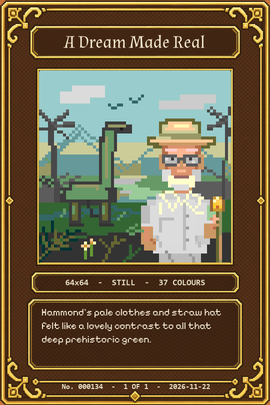 A Dream Made Real
64x64 - STILL - 37 COLOURS
Hammond's pale clothes and straw hat
felt like a lovely contrast to all that
deep prehistoric green.
No. 000134 - 1 OF 1 - 2026-11-22